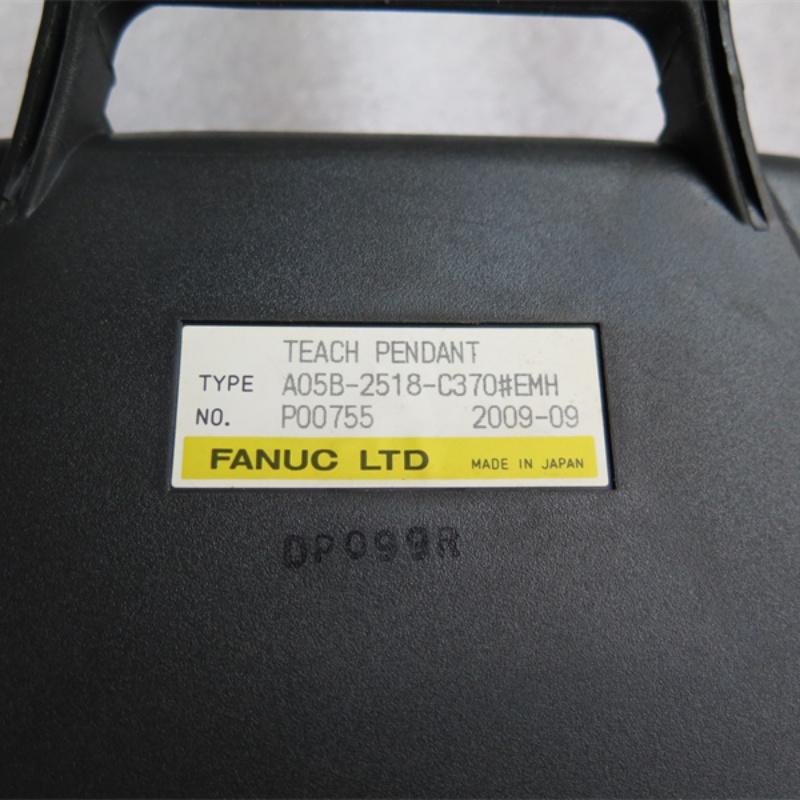 TEACH PENDANT
TYPE A05B-2518-C370#EMH
NO. P00755 2009-09
FANUC LTD MADE IN JAPAN
DP099R